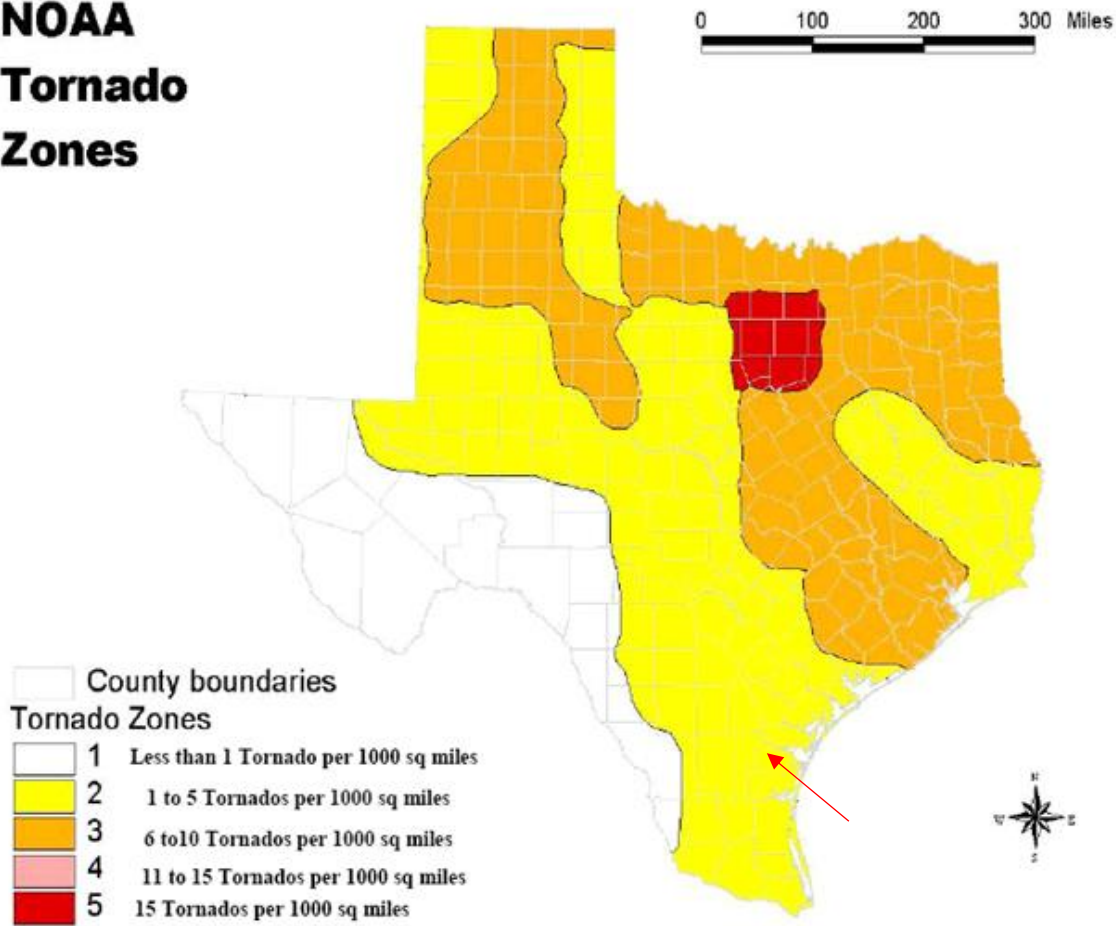 NOAA
Tornado
Zones
0 100 200 300 Miles
County boundaries
Tornado Zones
1 Less than 1 Tornado per 1000 sq miles
2 1 to 5 Tornados per 1000 sq miles
3 6 to10 Tornados per 1000 sq miles
4 11 to 15 Tornados per 1000 sq miles
5 15 Tornados per 1000 sq miles
N
W E
S